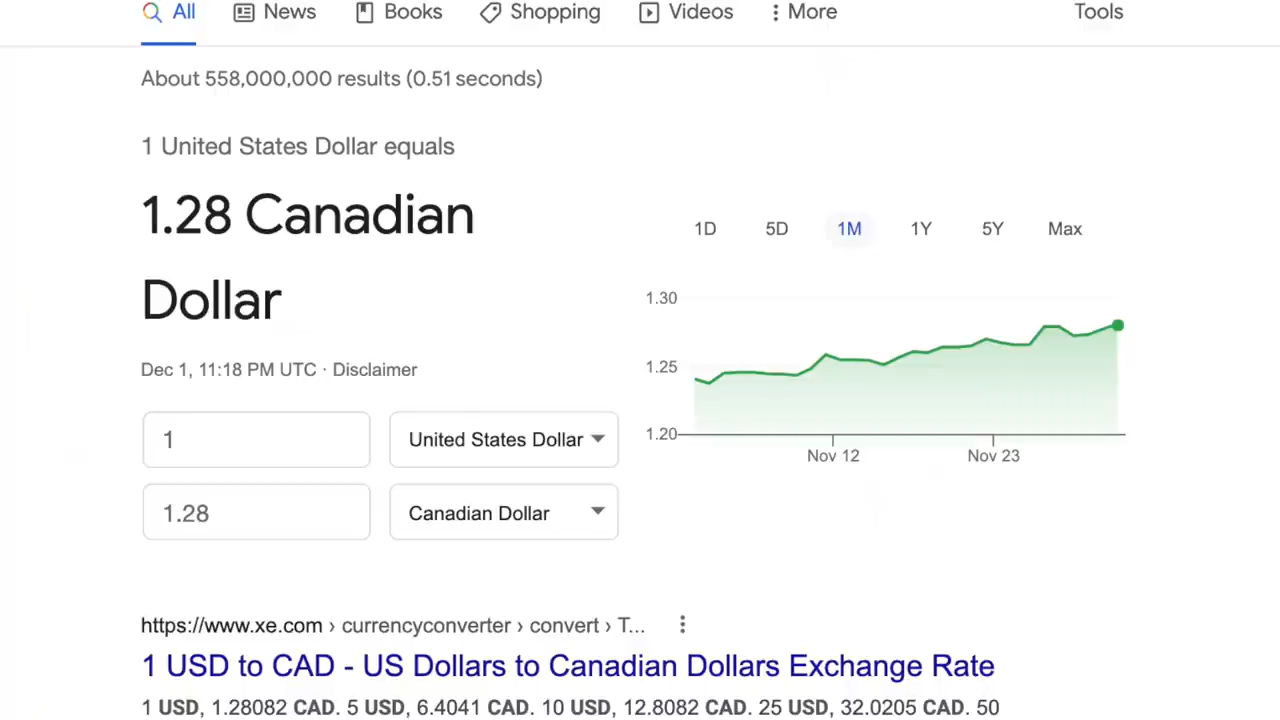 All News Books Shopping Videos More Tools
About 558,000,000 results (0.51 seconds)
1 United States Dollar equals
1.28 Canadian
Dollar
Dec 1, 11:18 PM UTC · Disclaimer
1 United States Dollar
1.28 Canadian Dollar
1D 5D 1M 1Y 5Y Max
1.30
1.25
1.20
Nov 12 Nov 23
https://www.xe.com › currencyconverter › convert › T...
1 USD to CAD - US Dollars to Canadian Dollars Exchange Rate
1 USD, 1.28082 CAD. 5 USD, 6.4041 CAD. 10 USD, 12.8082 CAD. 25 USD, 32.0205 CAD. 50